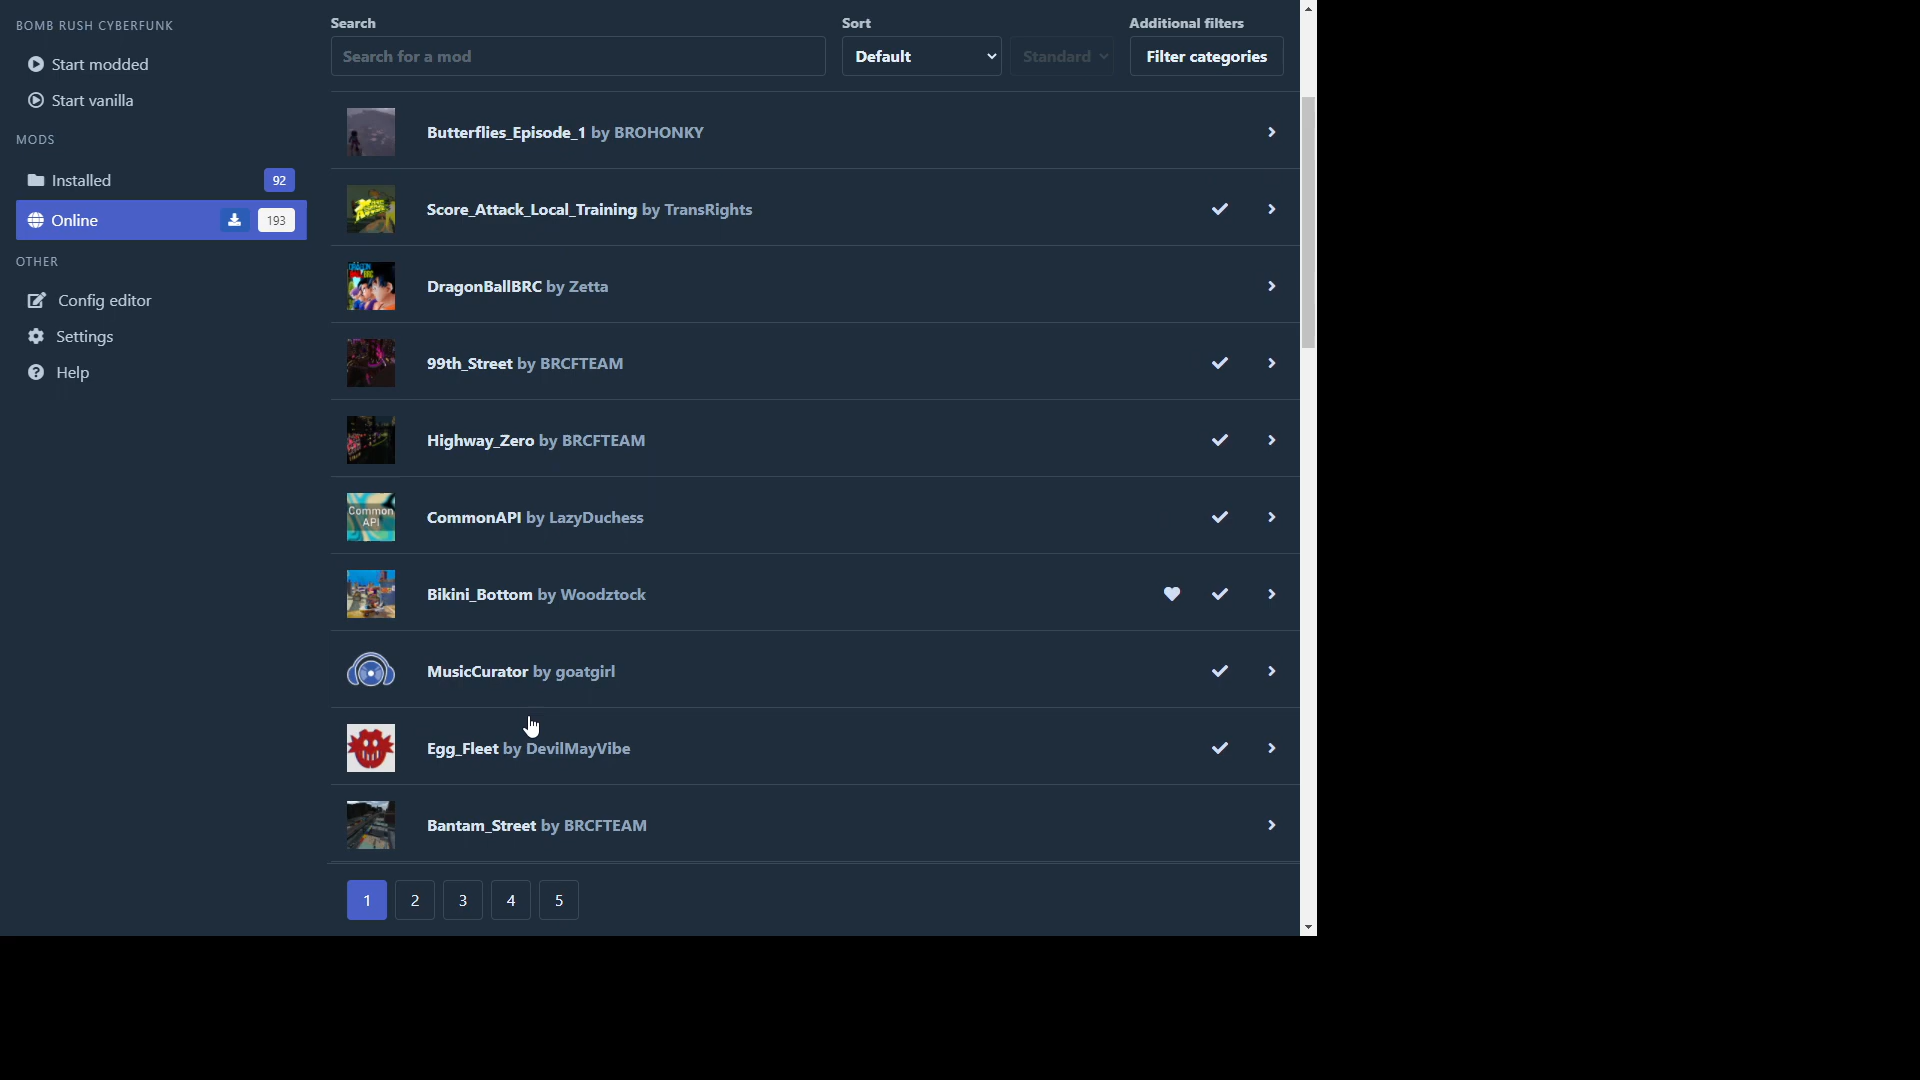 BOMB RUSH CYBERFUNK
Start modded
Start vanilla
MODS
Installed 92
Online 193
OTHER
Config editor
Settings
Help
Search
Search for a mod
Sort
Default
Standard
Additional filters
Filter categories
Butterflies_Episode_1 by BROHONKY
Score_Attack_Local_Training by TransRights
DragonBallBRC by Zetta
99th_Street by BRCFTEAM
Highway_Zero by BRCFTEAM
Common
API
CommonAPI by LazyDuchess
Bikini_Bottom by Woodztock
MusicCurator by goatgirl
Egg_Fleet by DevilMayVibe
Bantam_Street by BRCFTEAM
1 2 3 4 5